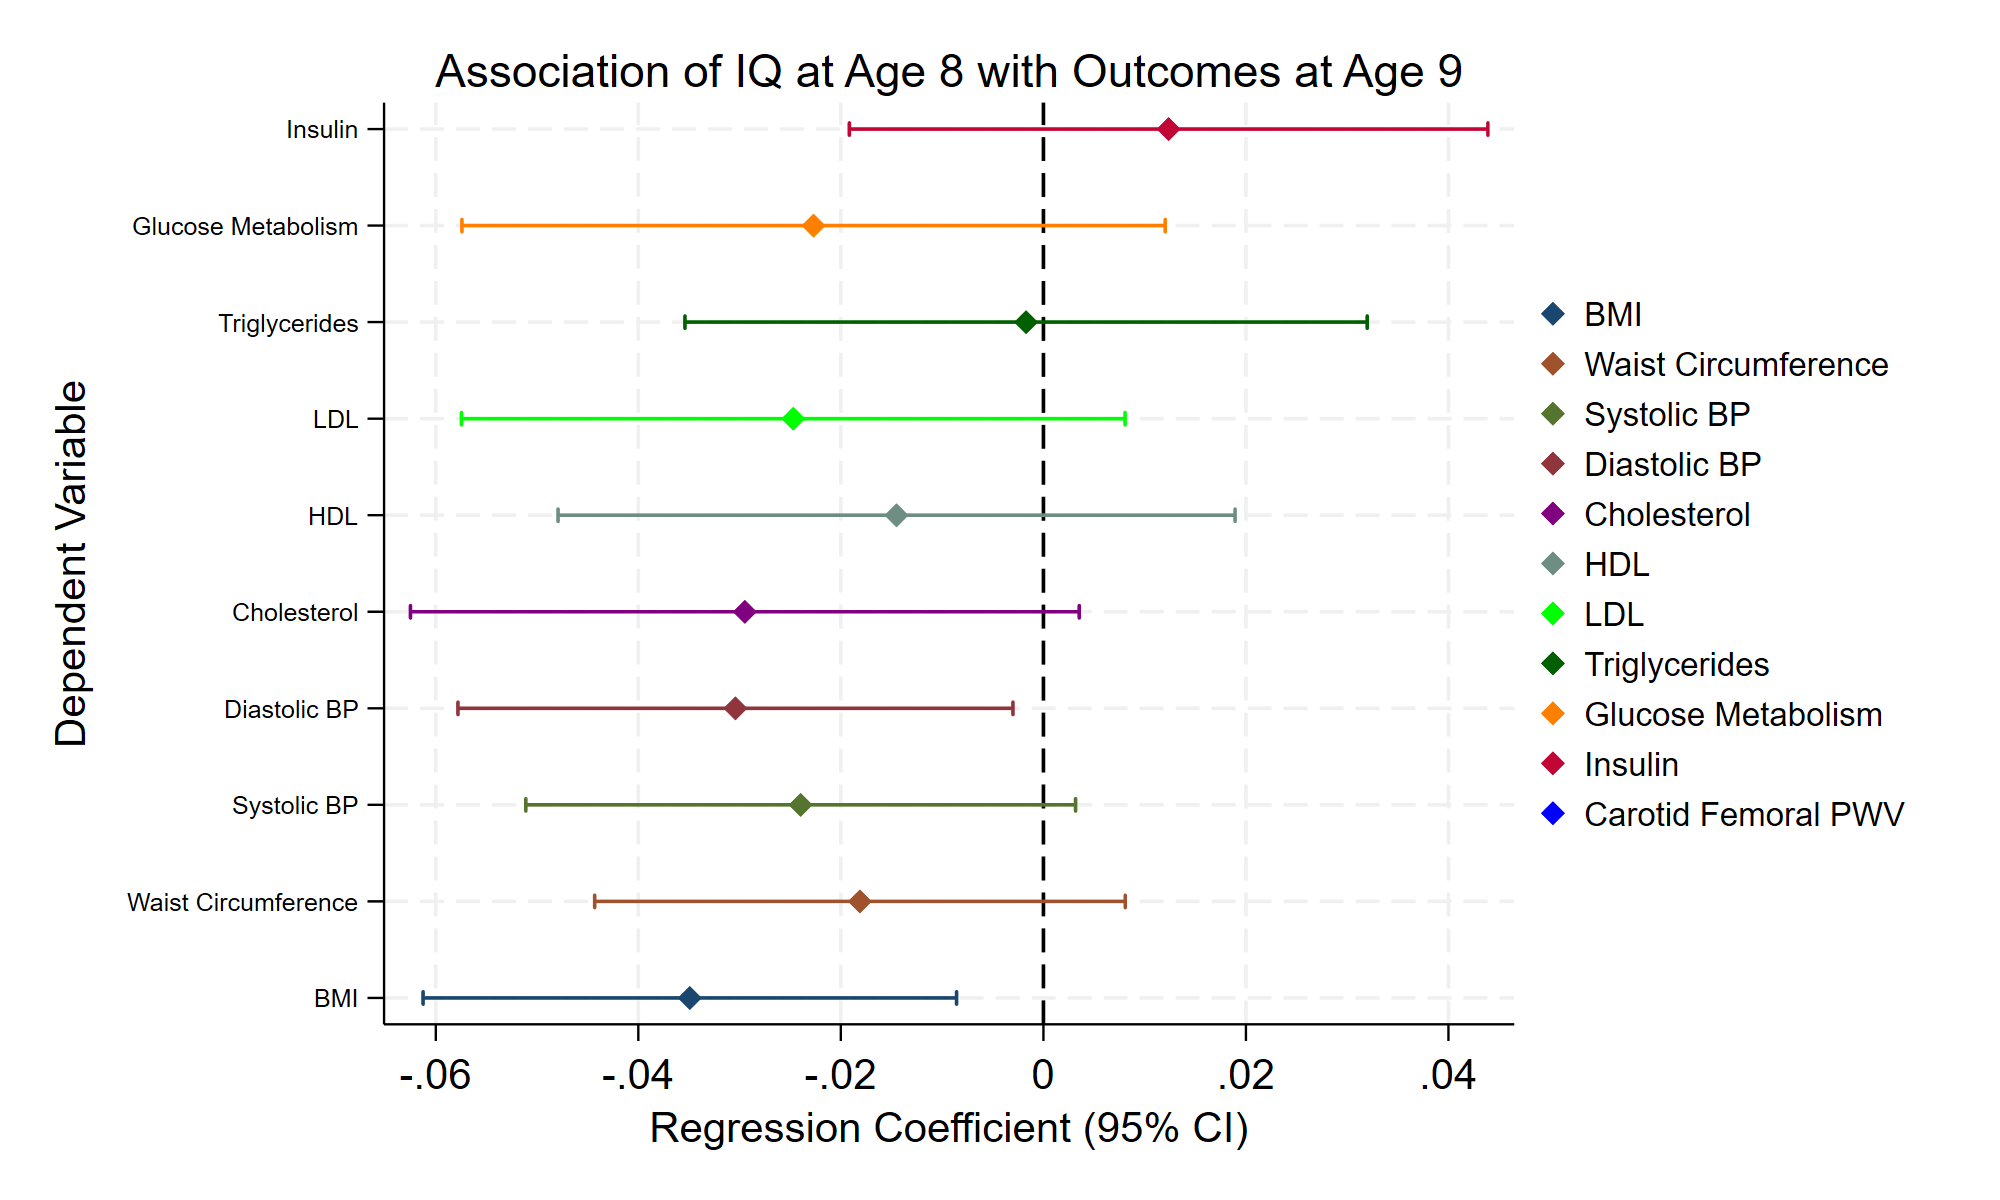 Association of IQ at Age 8 with Outcomes at Age 9
Dependent Variable
Insulin
Glucose Metabolism
Triglycerides
LDL
HDL
Cholesterol
Diastolic BP
Systolic BP
Waist Circumference
BMI
-.06 -.04 -.02 0 .02 .04
Regression Coefficient (95% CI)
BMI
Waist Circumference
Systolic BP
Diastolic BP
Cholesterol
HDL
LDL
Triglycerides
Glucose Metabolism
Insulin
Carotid Femoral PWV